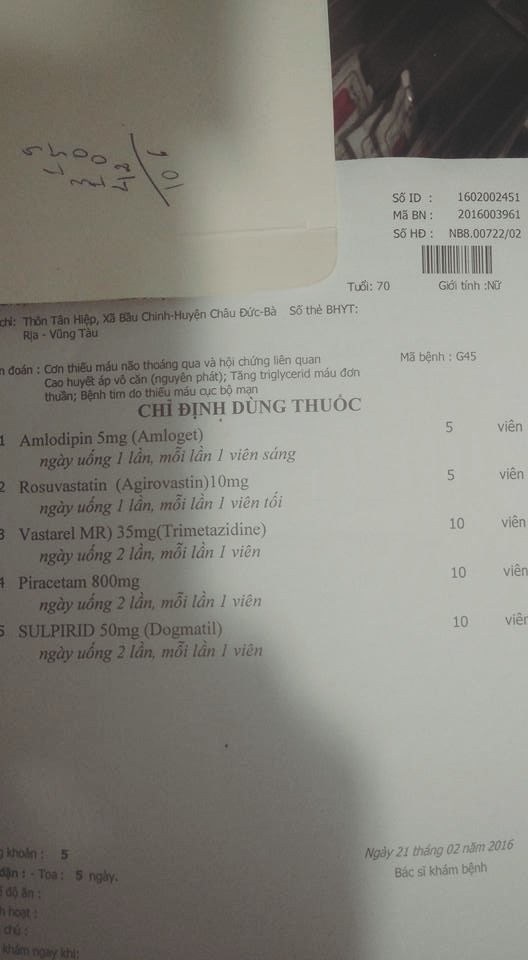 Số ID : 1602002451
Mã BN : 2016003961
Số HĐ : NB8.00722/02
Tuổi: 70 Giới tính :Nữ
chỉ: Thôn Tân Hiệp, Xã Bầu Chinh-Huyện Châu Đức-Bà Số thẻ BHYT:
Rịa - Vũng Tàu
n đoán : Cơn thiếu máu não thoáng qua và hội chứng liên quan Mã bệnh : G45
Cao huyết áp vô căn (nguyên phát); Tăng triglycerid máu đơn
thuần; Bệnh tim do thiếu máu cục bộ mạn
CHỈ ĐỊNH DÙNG THUỐC
1 Amlodipin 5mg (Amloget) 5 viên
ngày uống 1 lần, mỗi lần 1 viên sáng
2 Rosuvastatin (Agirovastin)10mg 5 viên
ngày uống 1 lần, mỗi lần 1 viên tối
3 Vastarel MR) 35mg(Trimetazidine) 10 viên
ngày uống 2 lần, mỗi lần 1 viên
4 Piracetam 800mg 10 viên
ngày uống 2 lần, mỗi lần 1 viên
5 SULPIRID 50mg (Dogmatil) 10 viên
ngày uống 2 lần, mỗi lần 1 viên
g khoản : 5 Ngày 21 tháng 02 năm 2016
dặn : - Toa : 5 ngày. Bác sĩ khám bệnh
ế độ ăn :
h hoạt :
chú :
khám ngay khi: